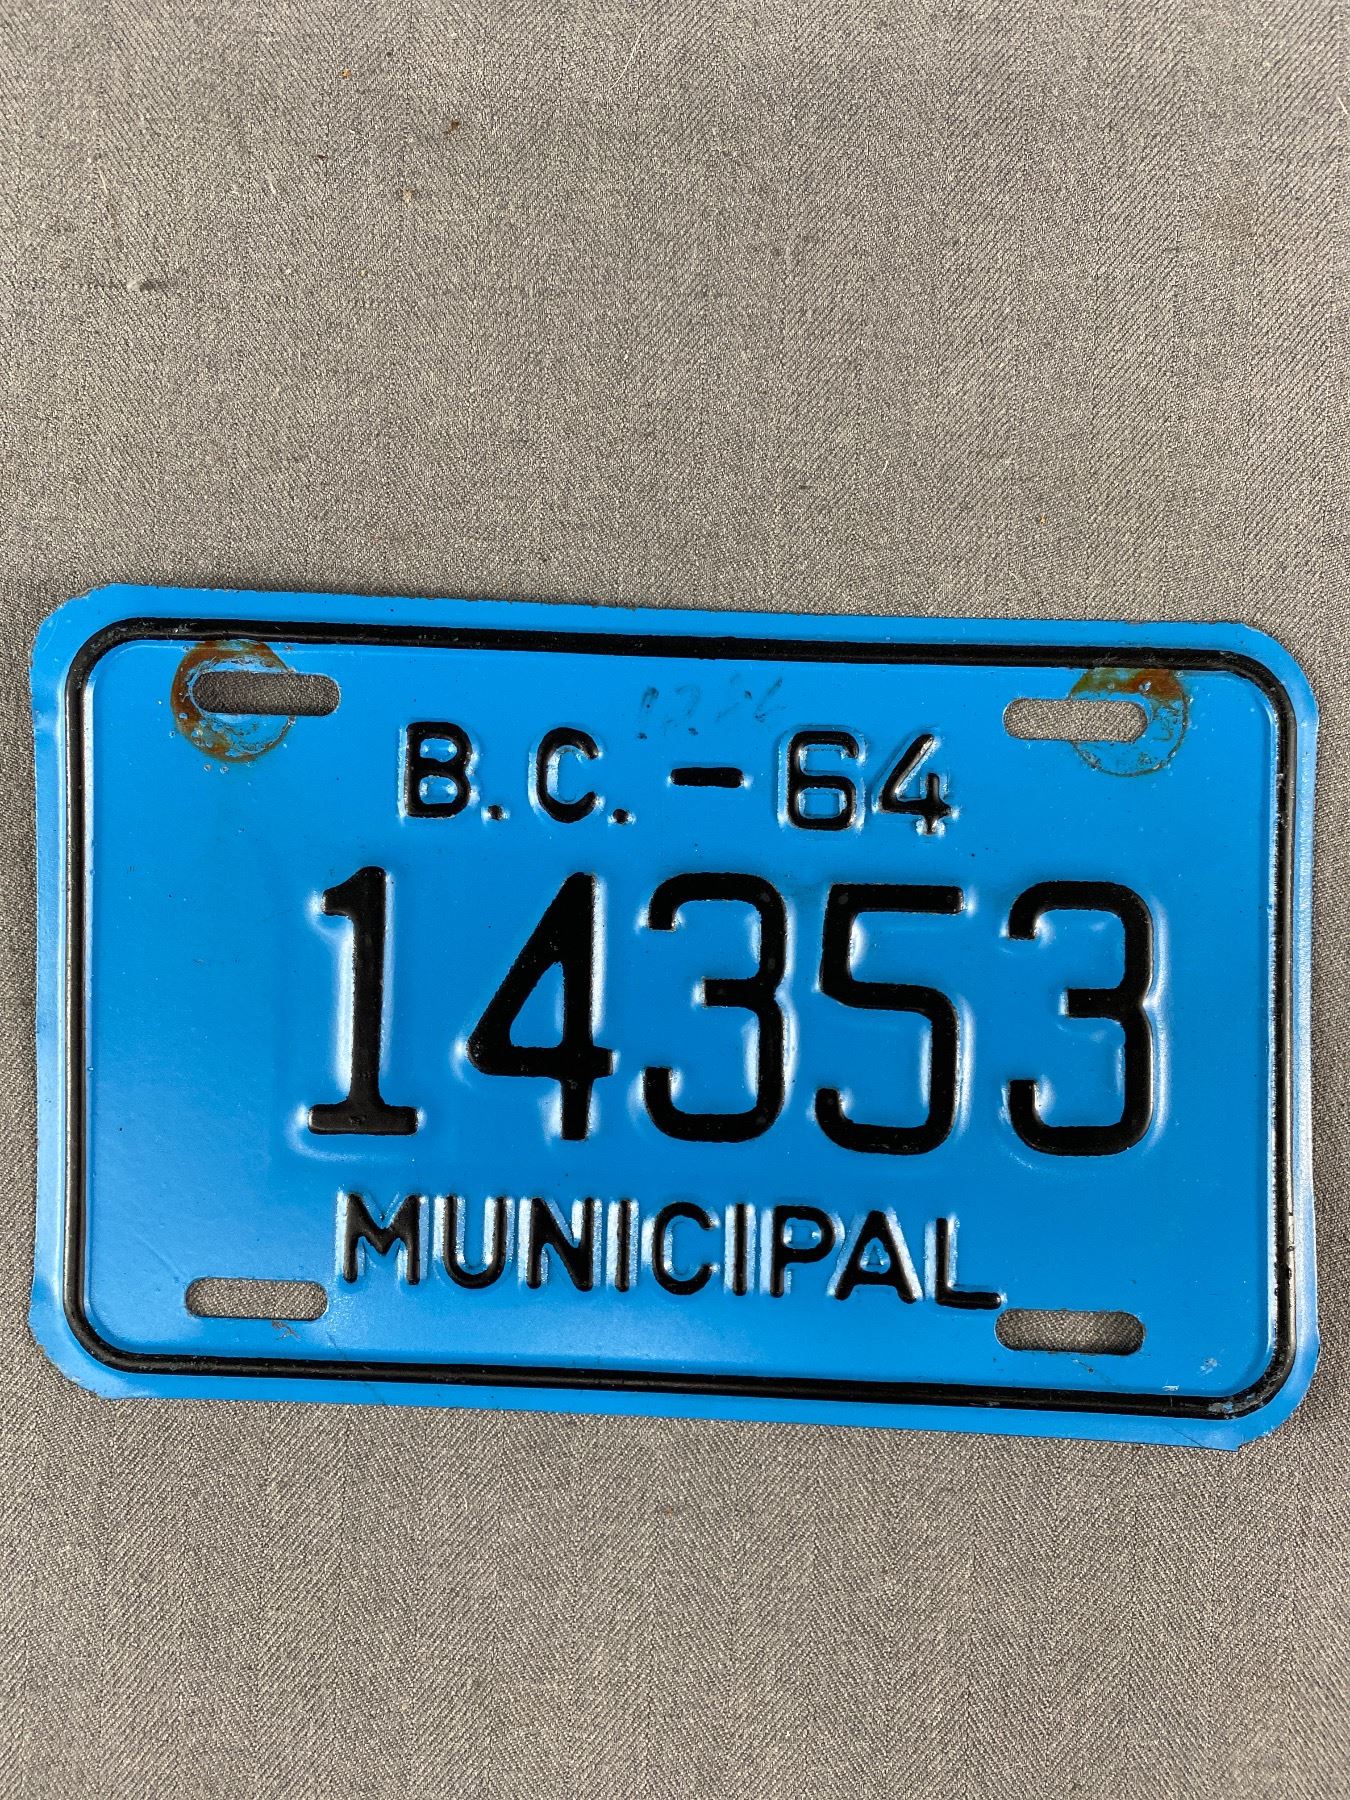 B.C. - 64
14353
MUNICIPAL